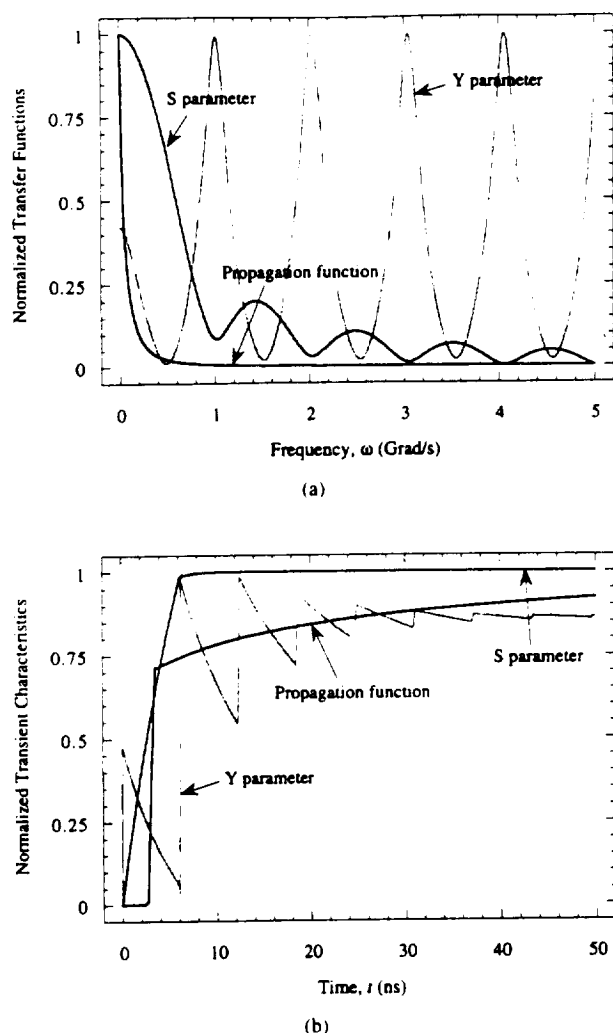 Normalized Transfer Functions
1
0.75
0.5
0.25
0
S parameter
Y parameter
Propagation function
0 1 2 3 4 5
Frequency, ω (Grad/s)
(a)
Normalized Transient Characteristics
1
0.75
0.5
0.25
0
S parameter
Propagation function
Y parameter
0 10 20 30 40 50
Time, t (ns)
(b)